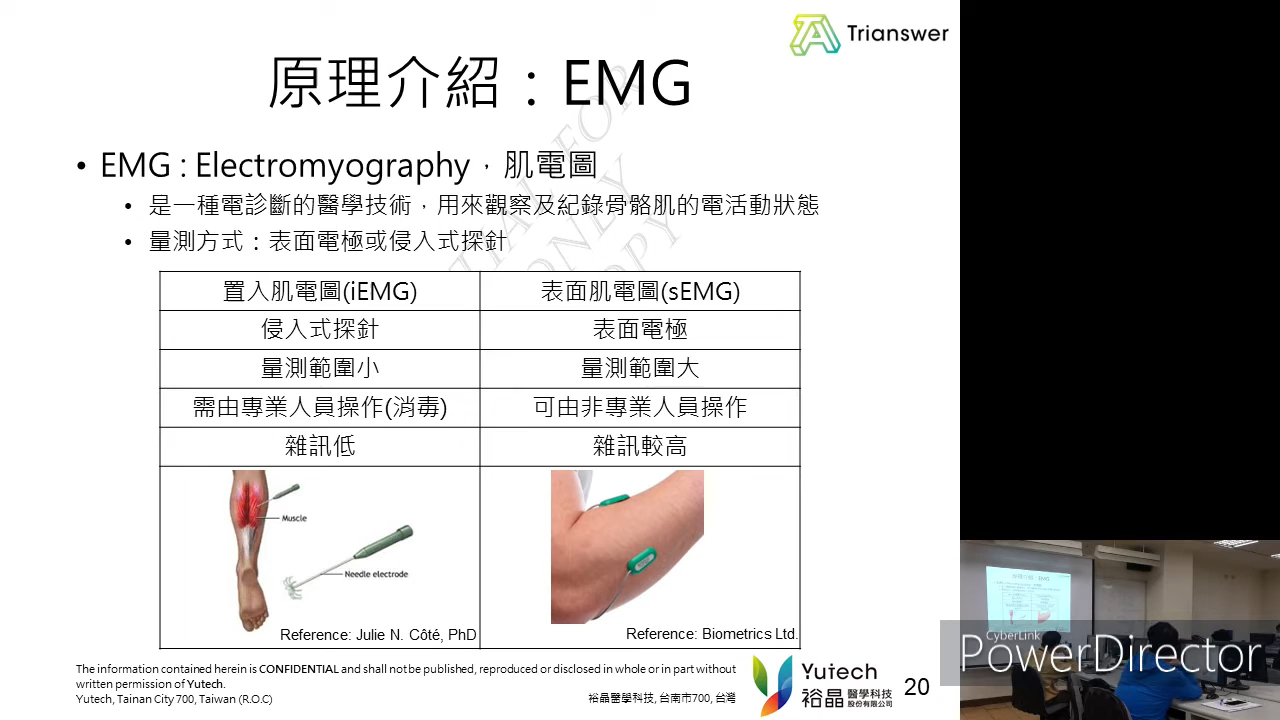 Trianswer
原理介紹：EMG
• EMG : Electromyography，肌電圖
• 是一種電診斷的醫學技術，用來觀察及紀錄骨骼肌的電活動狀態
• 量測方式：表面電極或侵入式探針
置入肌電圖(iEMG) 表面肌電圖(sEMG)
侵入式探針 表面電極
量測範圍小 量測範圍大
需由專業人員操作(消毒) 可由非專業人員操作
雜訊低 雜訊較高
Muscle
Needle electrode
Reference: Julie N. Côté, PhD
Reference: Biometrics Ltd.
The information contained herein is CONFIDENTIAL and shall not be published, reproduced or disclosed in whole or in part without
written permission of Yutech.
Yutech, Tainan City 700, Taiwan (R.O.C)
裕晶醫學科技, 台南市700, 台灣
Yutech
裕晶 醫學科技
股份有限公司
20
CyberLink
PowerDirector